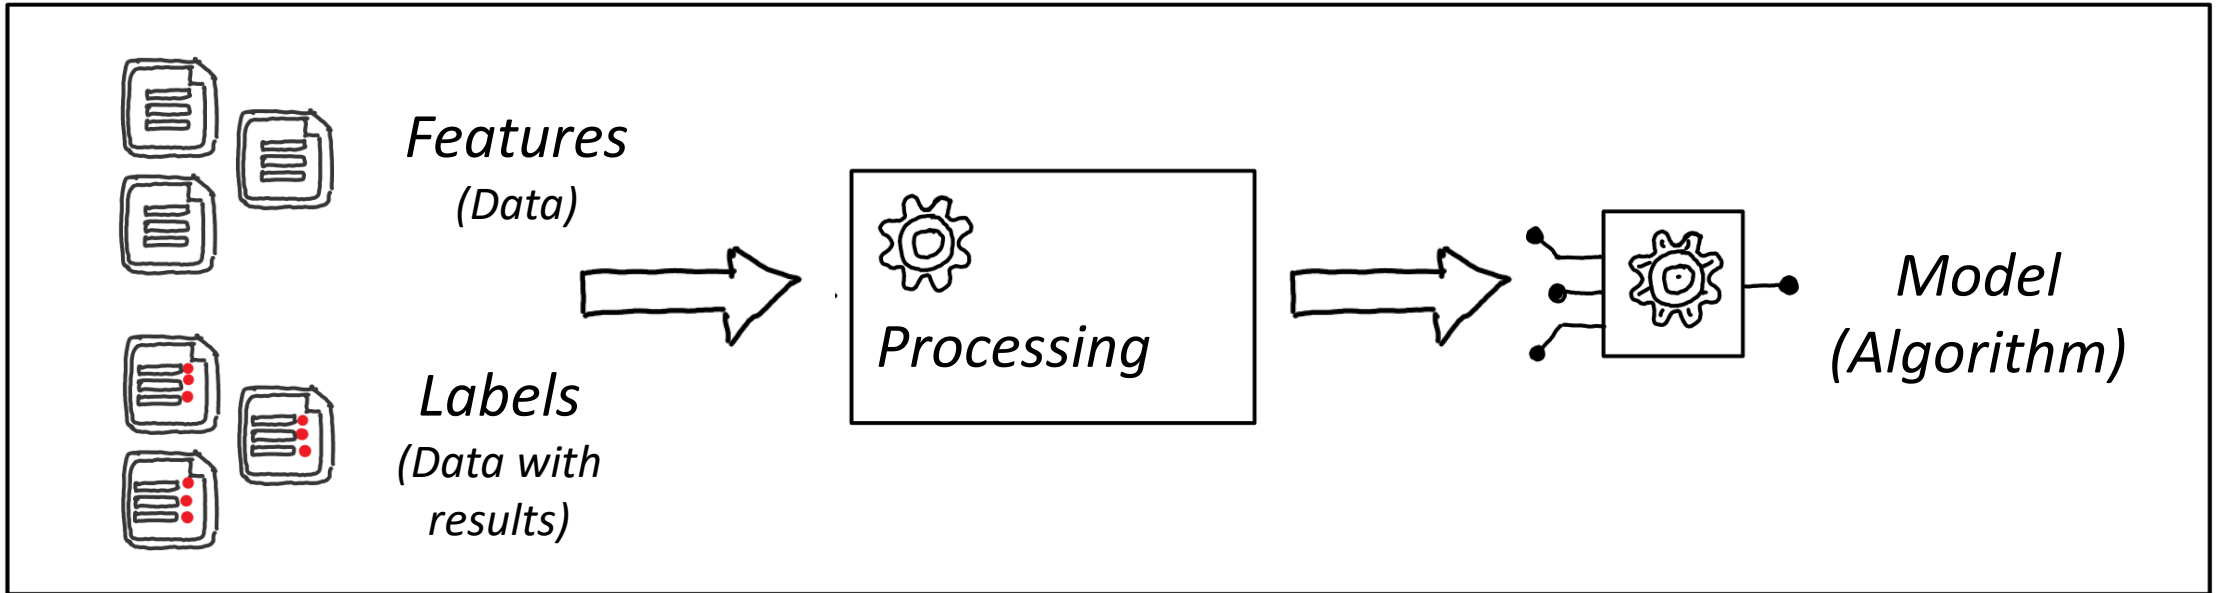 Features
(Data)
Labels
(Data with
results)
Processing
Model
(Algorithm)